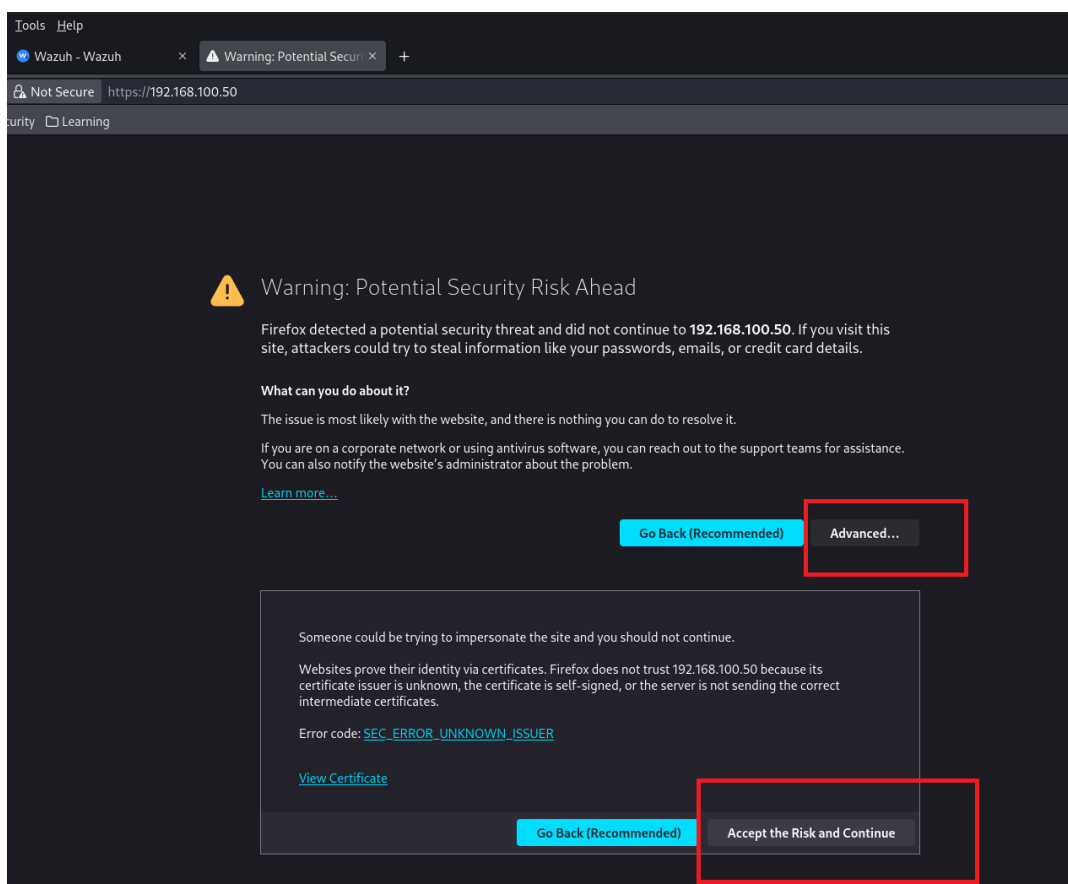 Tools Help
Wazuh - Wazuh × Warning: Potential Securi × +
Not Secure https://192.168.100.50
curity Learning
Warning: Potential Security Risk Ahead
Firefox detected a potential security threat and did not continue to 192.168.100.50. If you visit this
site, attackers could try to steal information like your passwords, emails, or credit card details.
What can you do about it?
The issue is most likely with the website, and there is nothing you can do to resolve it.
If you are on a corporate network or using antivirus software, you can reach out to the support teams for assistance.
You can also notify the website's administrator about the problem.
Learn more…
Go Back (Recommended) Advanced…
Someone could be trying to impersonate the site and you should not continue.
Websites prove their identity via certificates. Firefox does not trust 192.168.100.50 because its
certificate issuer is unknown, the certificate is self-signed, or the server is not sending the correct
intermediate certificates.
Error code: SEC_ERROR_UNKNOWN_ISSUER
View Certificate
Go Back (Recommended) Accept the Risk and Continue